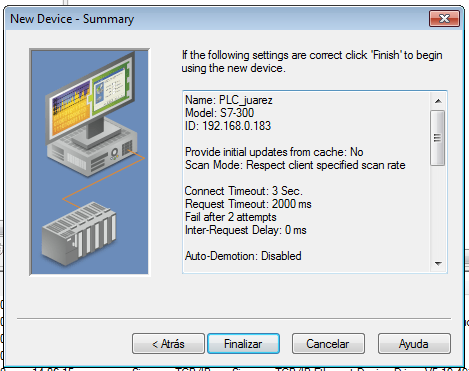 New Device - Summary
If the following settings are correct click 'Finish' to begin
using the new device.
Name: PLC_juarez
Model: S7-300
ID: 192.168.0.183
Provide initial updates from cache: No
Scan Mode: Respect client specified scan rate
Connect Timeout: 3 Sec.
Request Timeout: 2000 ms
Fail after 2 attempts
Inter-Request Delay: 0 ms
Auto-Demotion: Disabled
< Atrás
Finalizar
Cancelar
Ayuda